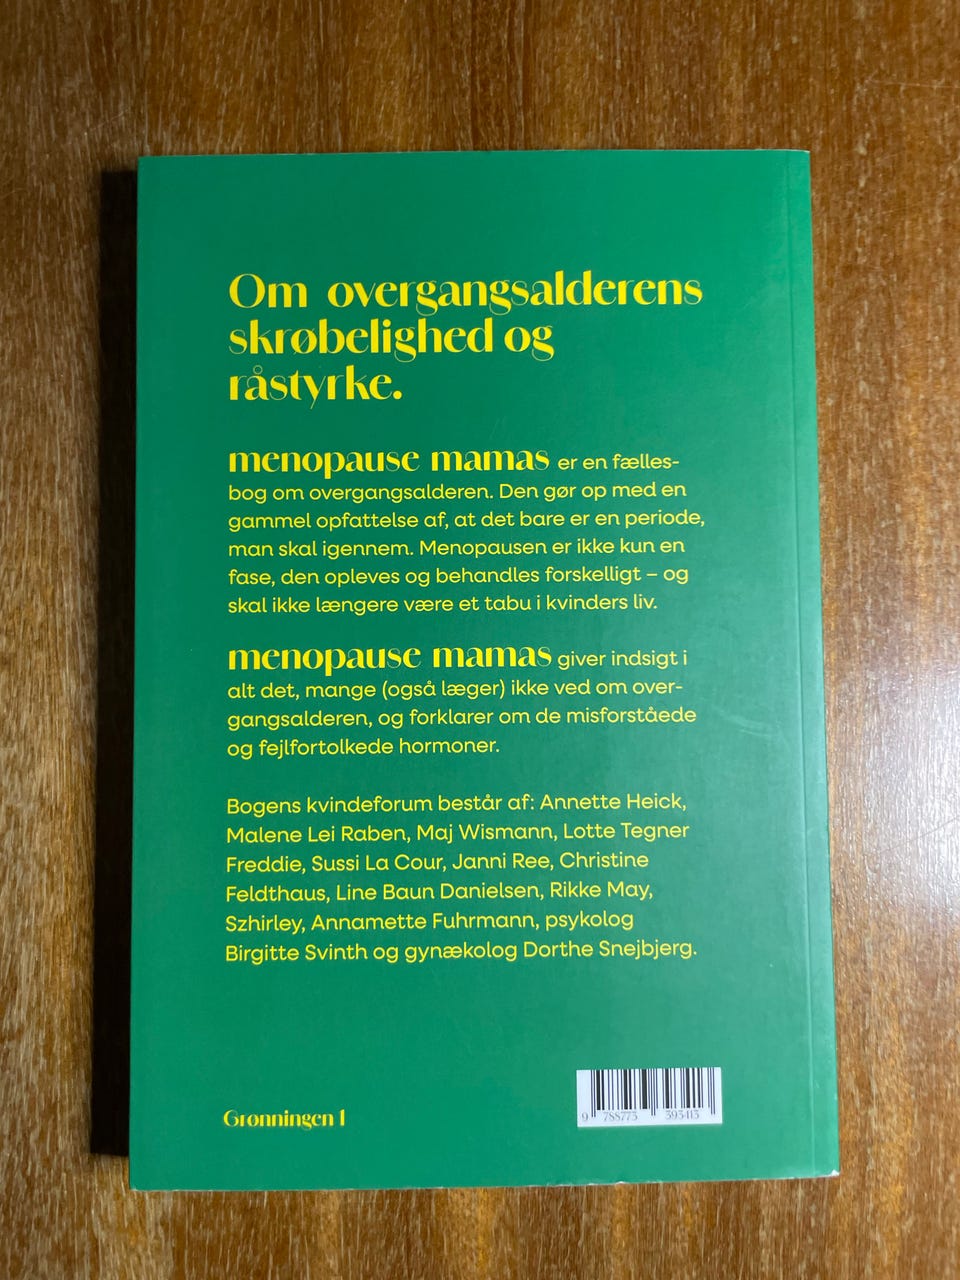 Om overgangsalderens
skrøbelighed og
råstyrke.
menopause mamas er en fælles-
bog om overgangsalderen. Den gør op med en
gammel opfattelse af, at det bare er en periode,
man skal igennem. Menopausen er ikke kun en
fase, den opleves og behandles forskelligt – og
skal ikke længere være et tabu i kvinders liv.
menopause mamas giver indsigt i
alt det, mange (også læger) ikke ved om over-
gangsalderen, og forklarer om de misforståede
og fejlfortolkede hormoner.
Bogens kvindeforum består af: Annette Heick,
Malene Lei Raben, Maj Wismann, Lotte Tegner
Freddie, Sussi La Cour, Janni Ree, Christine
Feldthaus, Line Baun Danielsen, Rikke May,
Szhirley, Annamette Fuhrmann, psykolog
Birgitte Svinth og gynækolog Dorthe Snejbjerg.
Grønningen 1
9 788773 393413